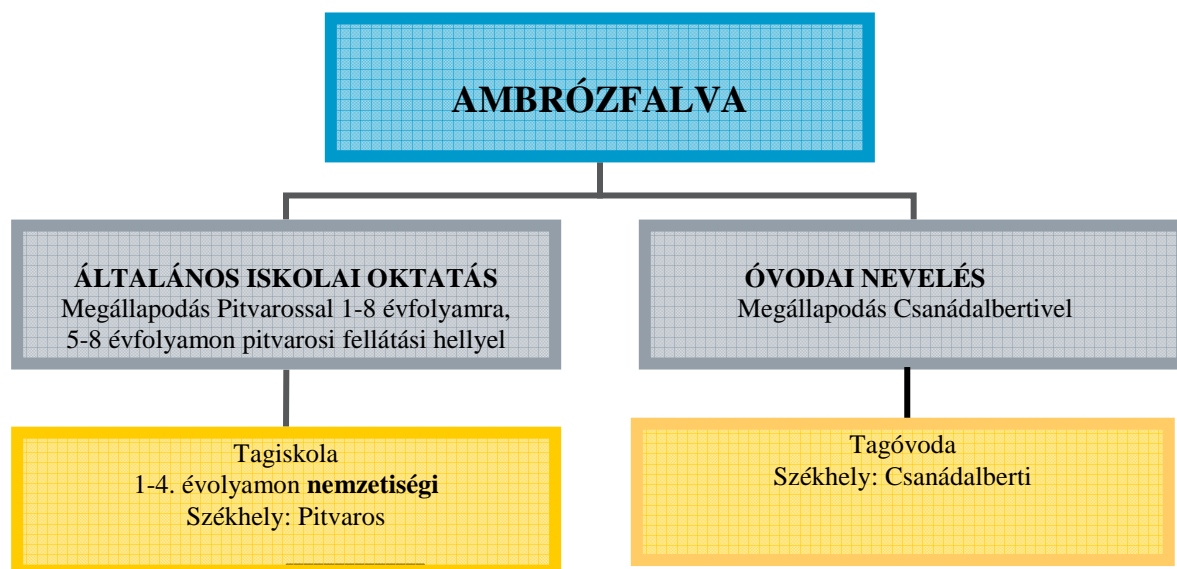 AMBRÓZFALVA
ÁLTALÁNOS ISKOLAI OKTATÁS
Megállapodás Pitvarossal 1-8 évfolyamra,
5-8 évfolyamon pitvarosi fellátási hellyel
ÓVODAI NEVELÉS
Megállapodás Csanádalbertivel
Tagiskola
1-4. évolyamon nemzetiségi
Székhely: Pitvaros
Tagóvoda
Székhely: Csanádalberti